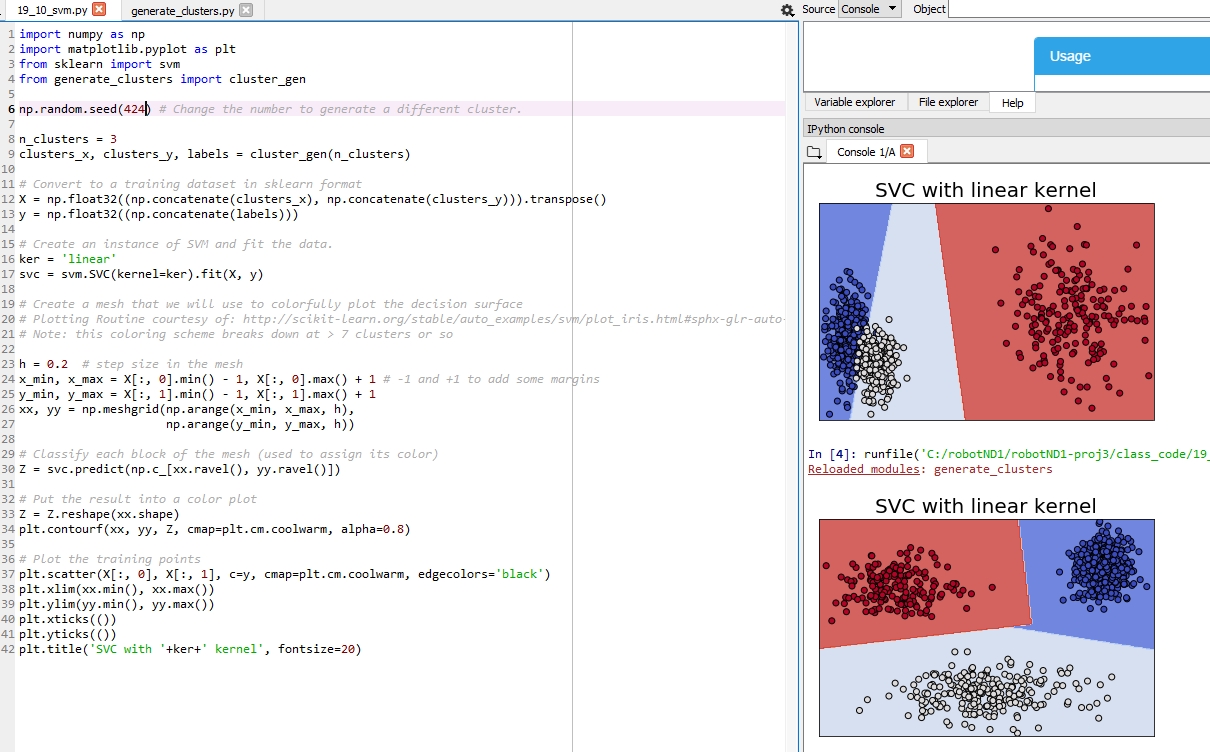 19_10_svm.py
generate_clusters.py
Source Console Object
1 import numpy as np
2 import matplotlib.pyplot as plt
3 from sklearn import svm
4 from generate_clusters import cluster_gen
5
6 np.random.seed(424) # Change the number to generate a different cluster.
7
8 n_clusters = 3
9 clusters_x, clusters_y, labels = cluster_gen(n_clusters)
10
11 # Convert to a training dataset in sklearn format
12 X = np.float32((np.concatenate(clusters_x), np.concatenate(clusters_y))).transpose()
13 y = np.float32((np.concatenate(labels)))
14
15 # Create an instance of SVM and fit the data.
16 ker = 'linear'
17 svc = svm.SVC(kernel=ker).fit(X, y)
18
19 # Create a mesh that we will use to colorfully plot the decision surface
20 # Plotting Routine courtesy of: http://scikit-learn.org/stable/auto_examples/svm/plot_iris.html#sphx-glr-auto-
21 # Note: this coloring scheme breaks down at > 7 clusters or so
22
23 h = 0.2  # step size in the mesh
24 x_min, x_max = X[:, 0].min() - 1, X[:, 0].max() + 1 # -1 and +1 to add some margins
25 y_min, y_max = X[:, 1].min() - 1, X[:, 1].max() + 1
26 xx, yy = np.meshgrid(np.arange(x_min, x_max, h),
27                      np.arange(y_min, y_max, h))
28
29 # Classify each block of the mesh (used to assign its color)
30 Z = svc.predict(np.c_[xx.ravel(), yy.ravel()])
31
32 # Put the result into a color plot
33 Z = Z.reshape(xx.shape)
34 plt.contourf(xx, yy, Z, cmap=plt.cm.coolwarm, alpha=0.8)
35
36 # Plot the training points
37 plt.scatter(X[:, 0], X[:, 1], c=y, cmap=plt.cm.coolwarm, edgecolors='black')
38 plt.xlim(xx.min(), xx.max())
39 plt.ylim(yy.min(), yy.max())
40 plt.xticks(())
41 plt.yticks(())
42 plt.title('SVC with '+ker+' kernel', fontsize=20)
Usage
Variable explorer File explorer Help
IPython console
Console 1/A
SVC with linear kernel
In [4]: runfile('C:/robotND1/robotND1-proj3/class_code/19_
Reloaded modules: generate_clusters
SVC with linear kernel